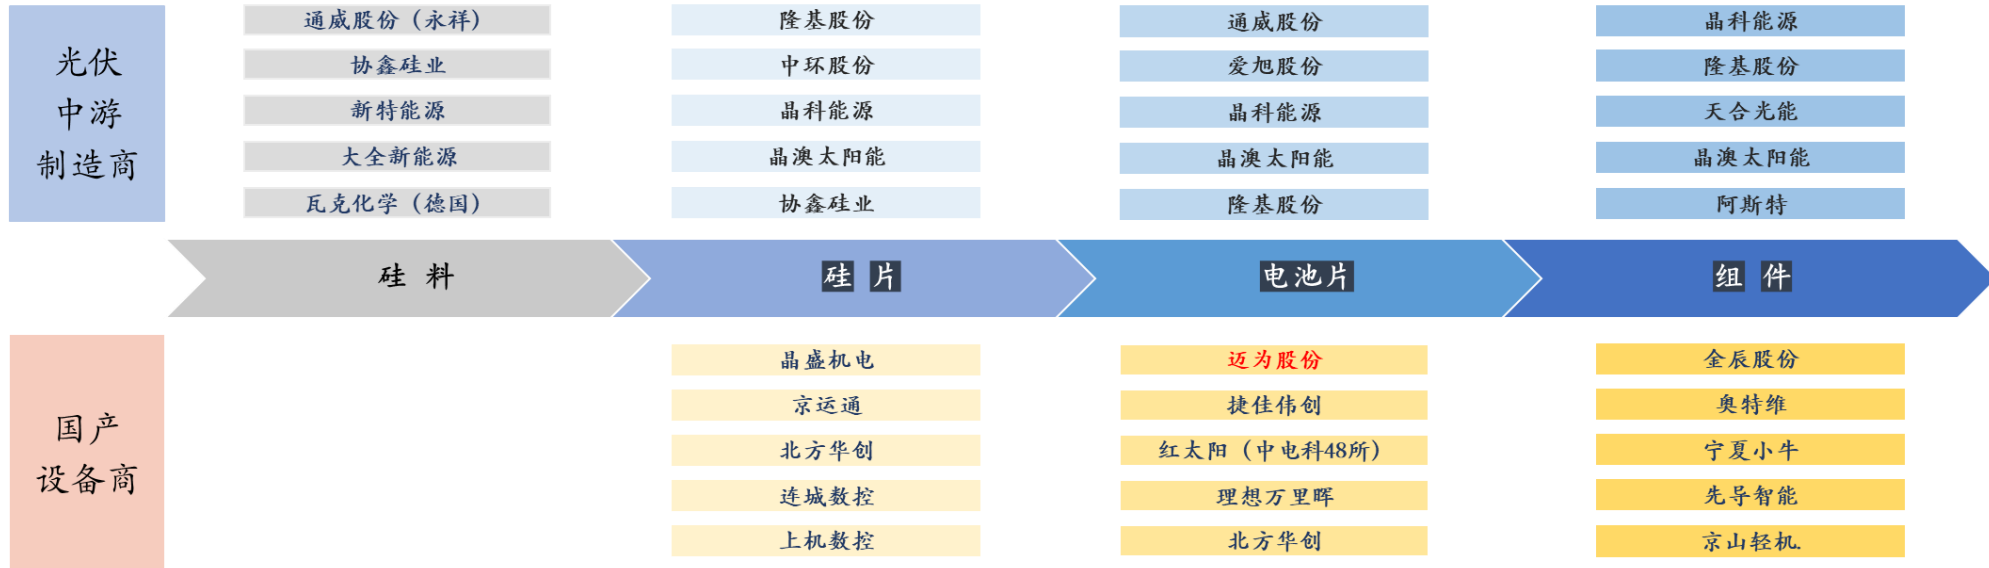 光伏
中游
制造商
通威股份（永祥）
协鑫硅业
新特能源
大全新能源
瓦克化学（德国）
隆基股份
中环股份
晶科能源
晶澳太阳能
协鑫硅业
通威股份
爱旭股份
晶科能源
晶澳太阳能
隆基股份
晶科能源
隆基股份
天合光能
晶澳太阳能
阿斯特
硅 料
硅 片
电池片
组 件
国产
设备商
晶盛机电
京运通
北方华创
连城数控
上机数控
迈为股份
捷佳伟创
红太阳（中电科48所）
理想万里晖
北方华创
金辰股份
奥特维
宁夏小牛
先导智能
京山轻机.